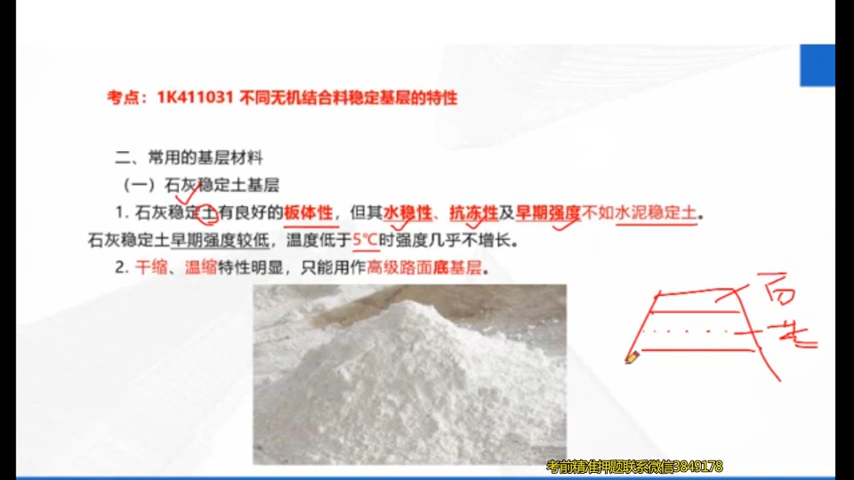 考点：1K411031 不同无机结合料稳定基层的特性
二、常用的基层材料
（一）石灰稳定土基层
1. 石灰稳定土有良好的板体性，但其水稳性、抗冻性及早期强度不如水泥稳定土。
石灰稳定土早期强度较低，温度低于5℃时强度几乎不增长。
2. 干缩、温缩特性明显，只能用作高级路面底基层。
考前精准押题联系微信3849178